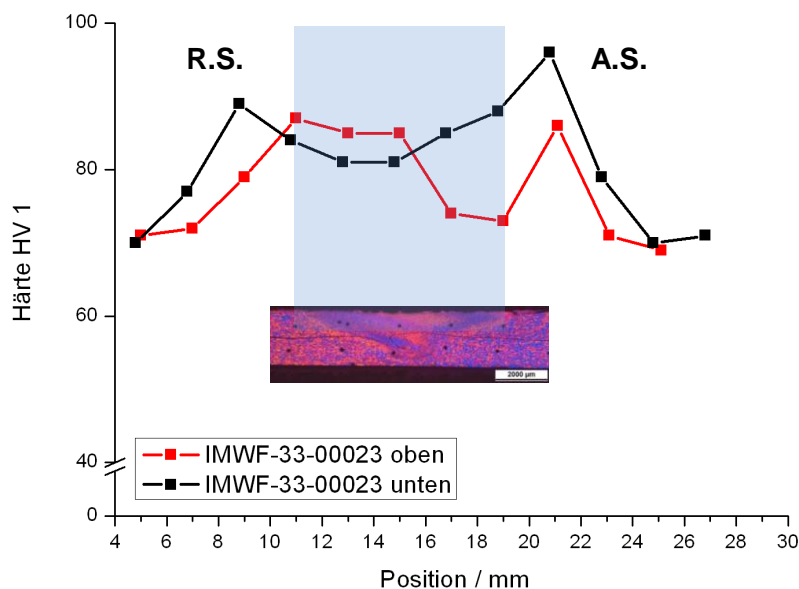 100
80
60
40
0
Härte HV 1
R.S.
A.S.
2000 µm
IMWF-33-00023 oben
IMWF-33-00023 unten
4 6 8 10 12 14 16 18 20 22 24 26 28 30
Position / mm